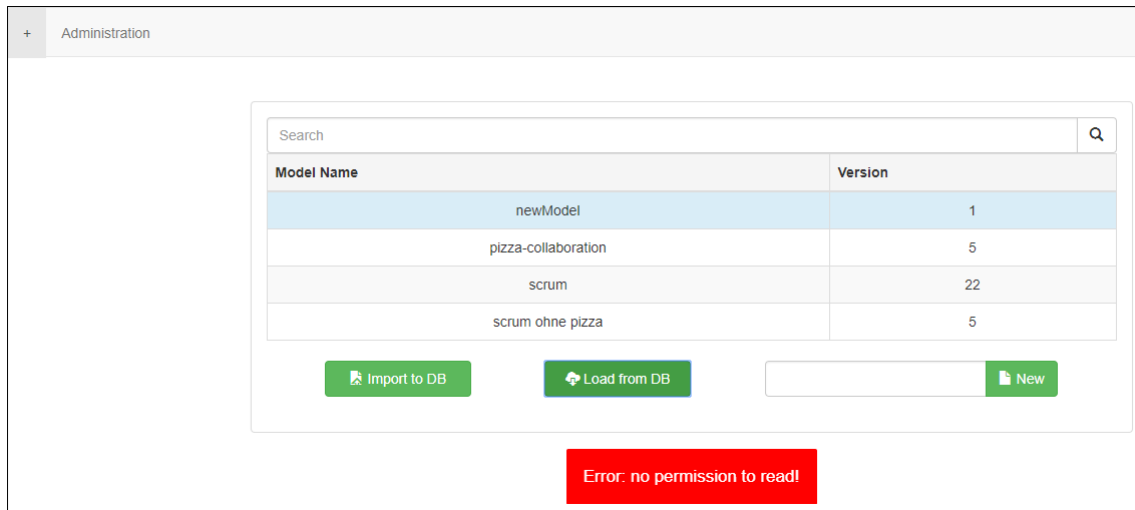 + Administration
Search
Model Name Version
newModel 1
pizza-collaboration 5
scrum 22
scrum ohne pizza 5
Import to DB Load from DB New
Error: no permission to read!